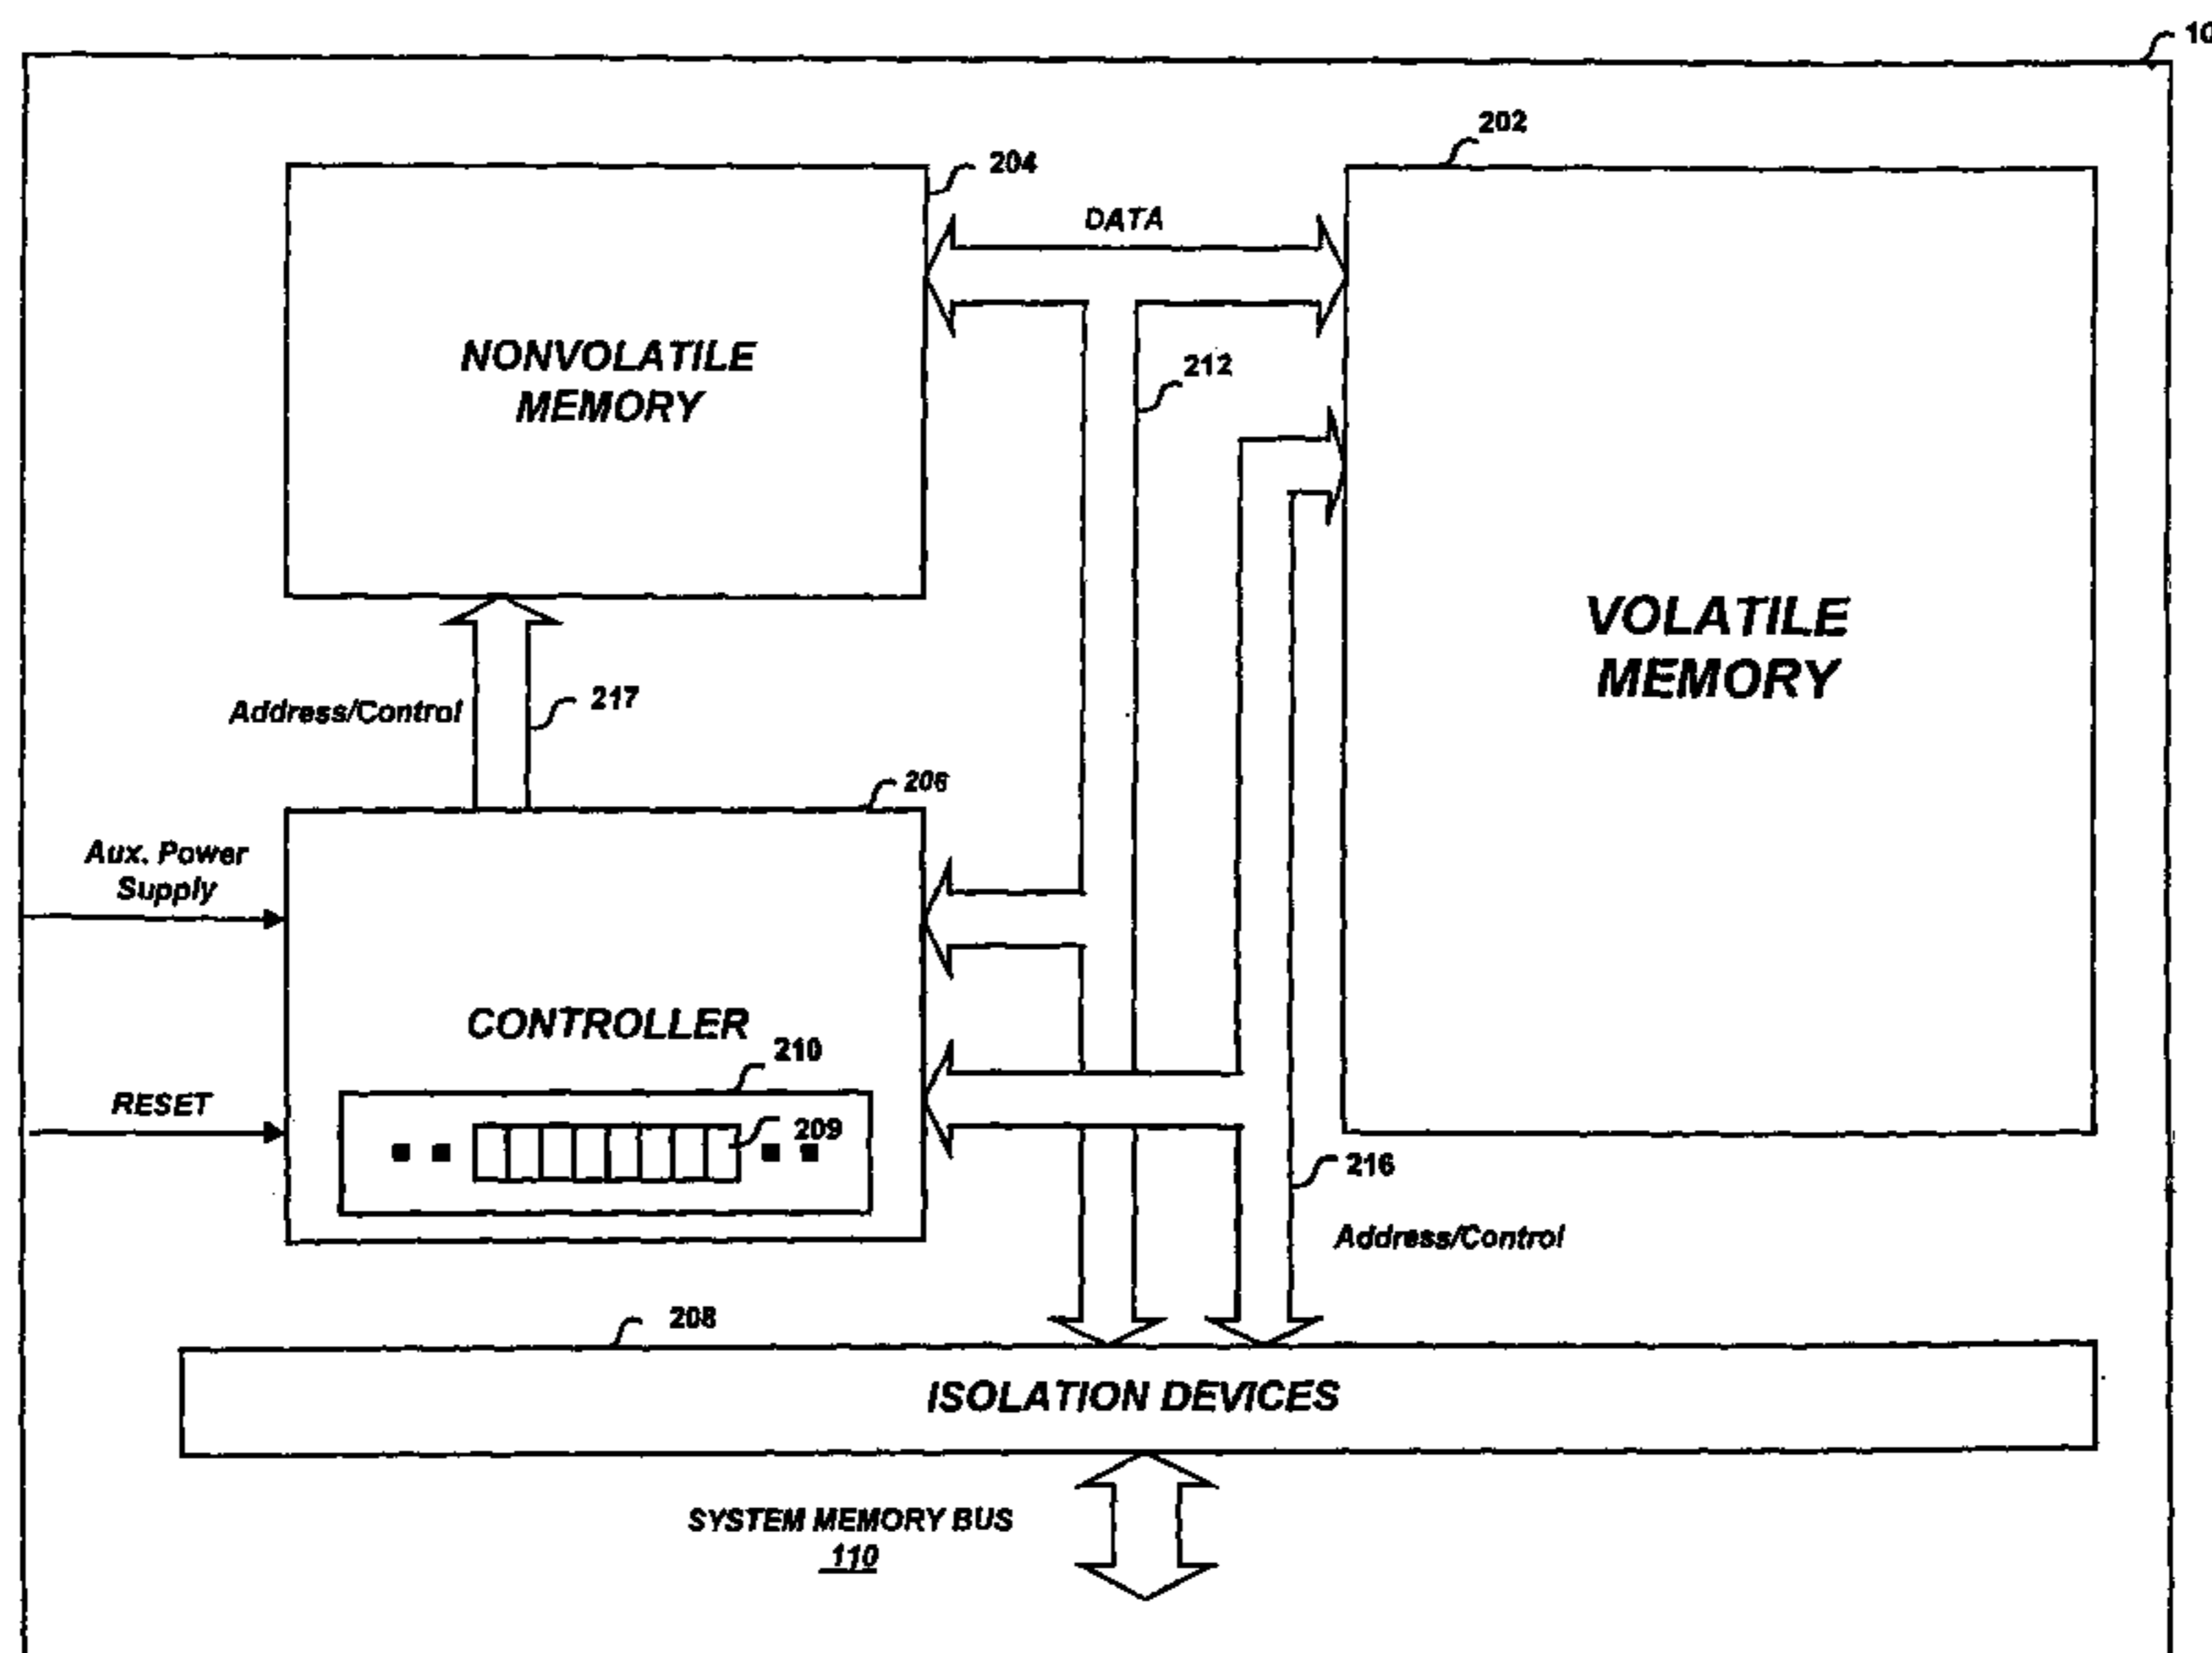 202
204
DATA
NONVOLATILE
MEMORY
212
VOLATILE
MEMORY
Address/Control
217
206
Aux. Power
Supply
CONTROLLER
210
RESET
209
216
Address/Control
208
ISOLATION DEVICES
SYSTEM MEMORY BUS
110